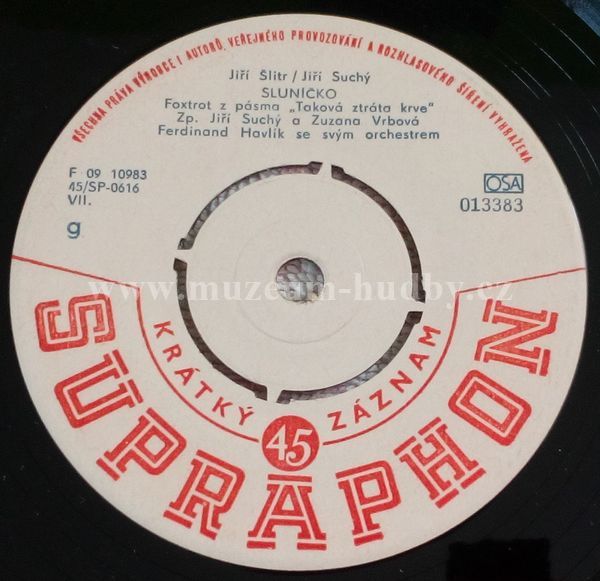 VŠECHNA PRÁVA VÝROBCE I AUTORŮ, VEŘEJNÉHO PROVOZOVÁNÍ A ROZHLASOVÉHO ŠÍŘENÍ VYHRAŽENA
Jiří Šlitr / Jiří Suchý
SLUNÍČKO
Foxtrot z pásma „Taková ztráta krve“
Zp. Jiří Suchý a Zuzana Vrbová
Ferdinand Havlík se svým orchestrem
F 09 10983
45/SP-0616
VII.
g
OSA
013383
www.muzeum-hudby.cz
KRÁTKÝ 45 ZÁZNAM
SUPRAPHON